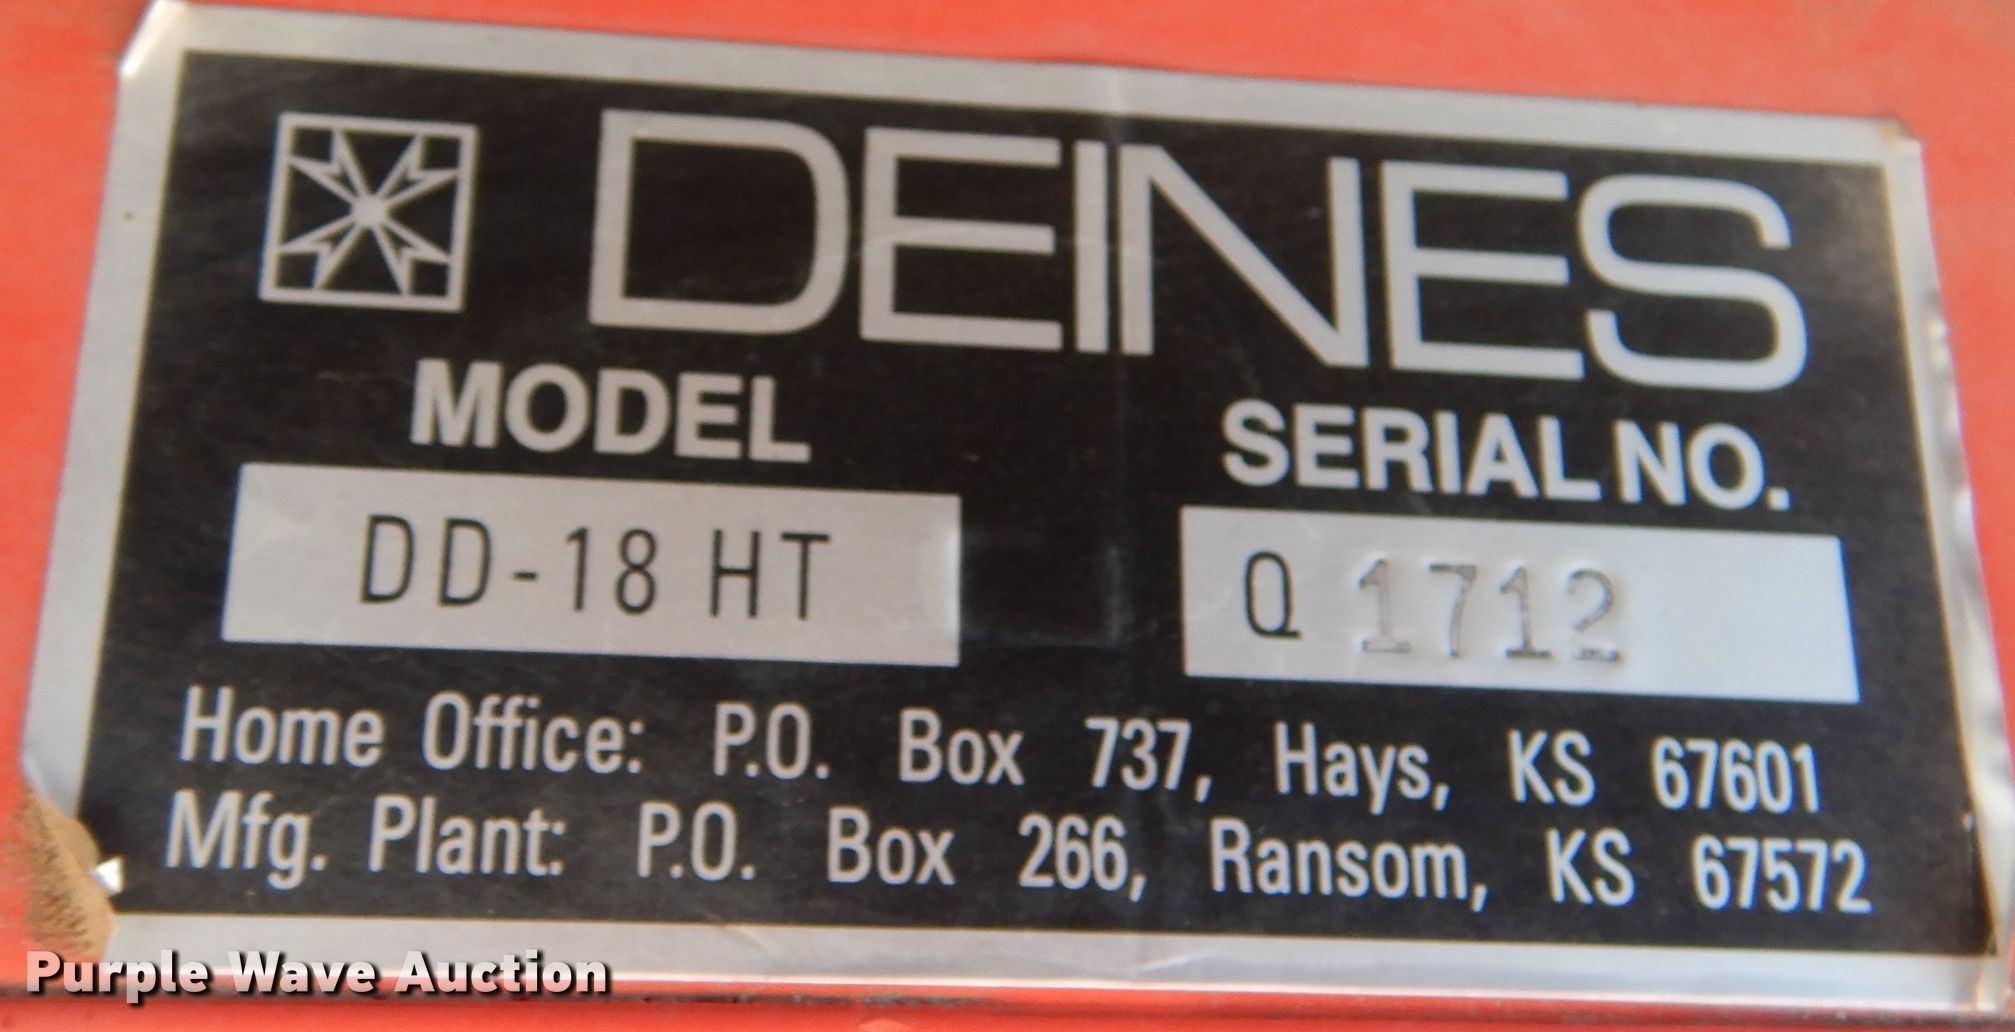 DEINES
MODEL SERIAL NO.
DD-18 HT Q 1712
Home Office: P.O. Box 737, Hays, KS 67601
Mfg. Plant: P.O. Box 266, Ransom, KS 67572
Purple Wave Auction